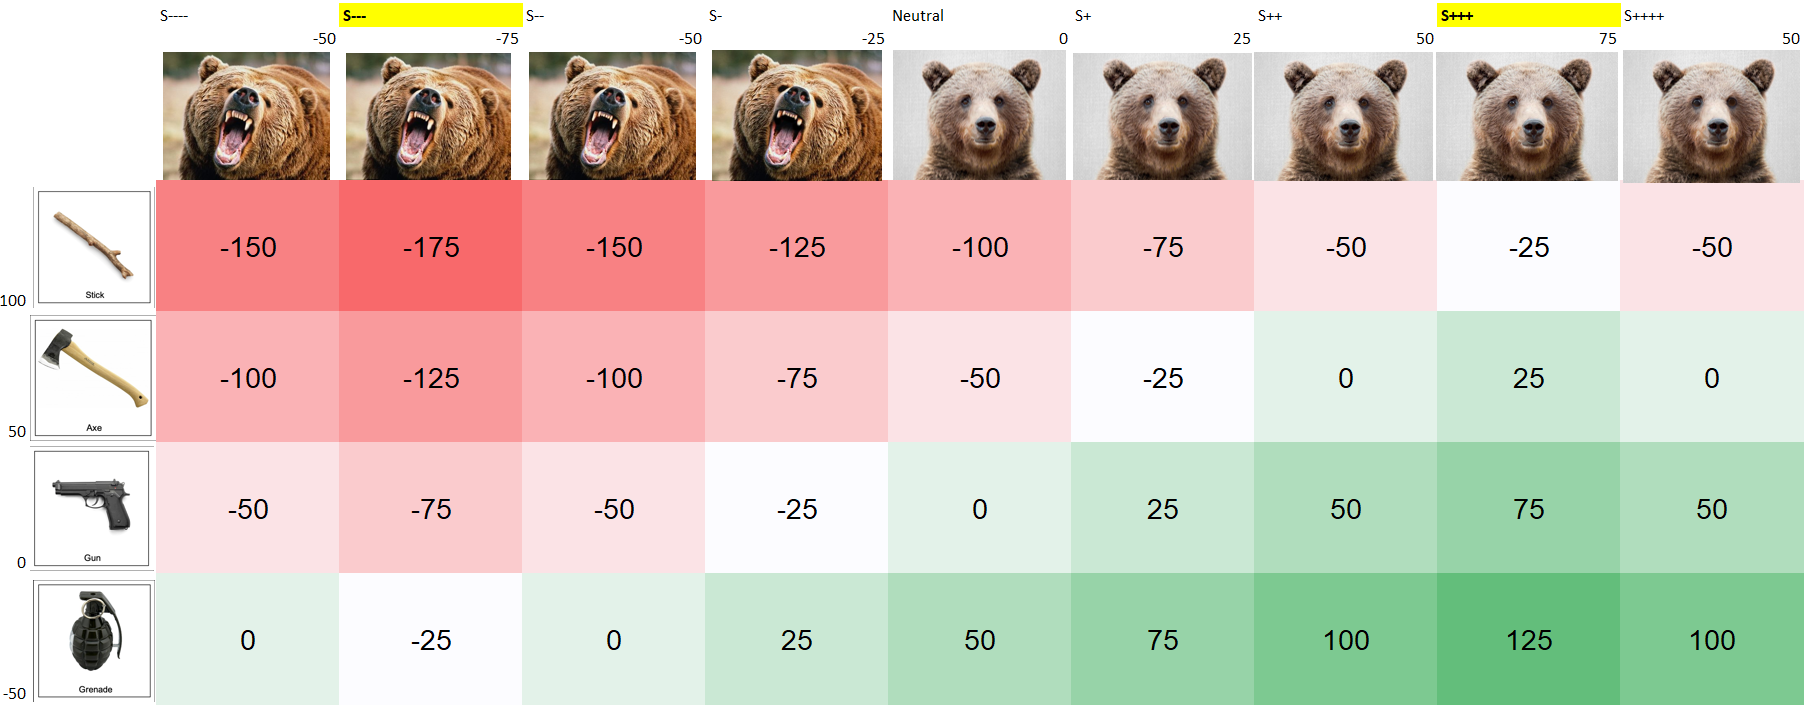 S---- S--- S-- S- Neutral S+ S++ S+++ S++++
-50 -75 -50 -25 0 25 50 75 50
-150 -175 -150 -125 -100 -75 -50 -25 -50
Stick
100
-100 -125 -100 -75 -50 -25 0 25 0
Axe
50
-50 -75 -50 -25 0 25 50 75 50
Gun
0
0 -25 0 25 50 75 100 125 100
Grenade
-50